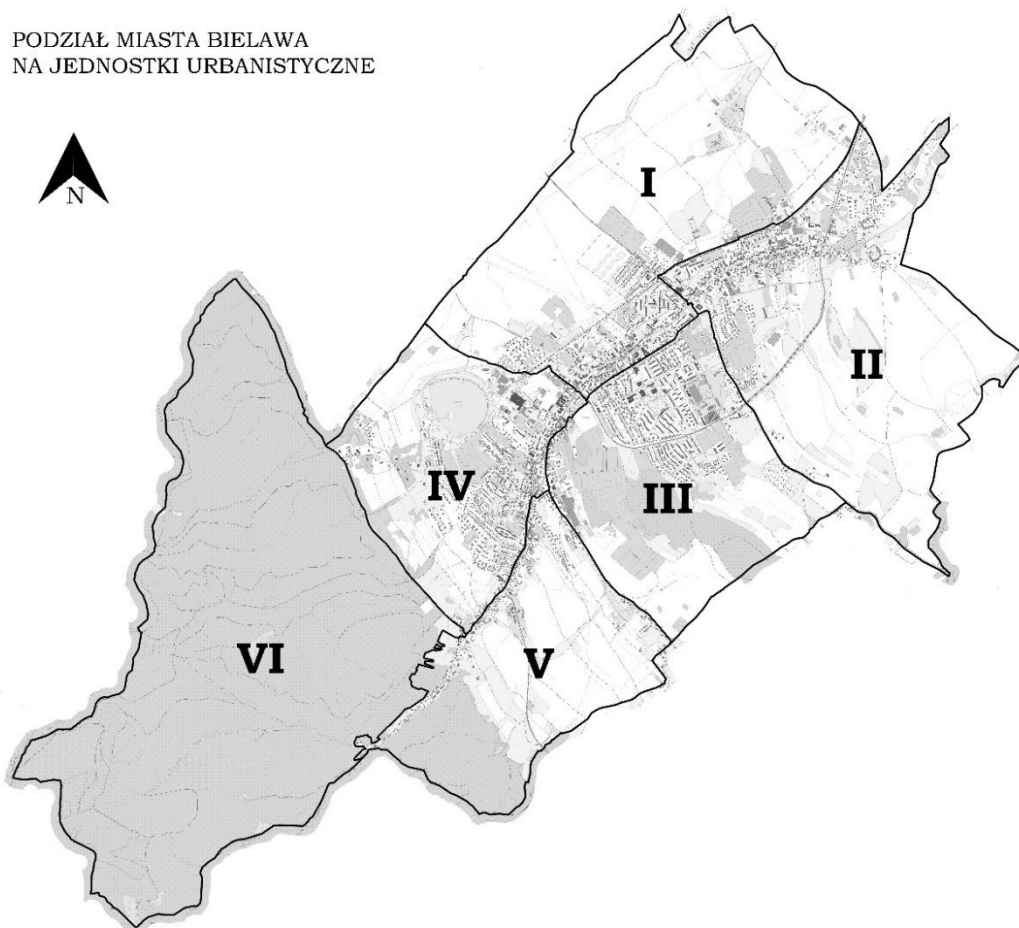 PODZIAŁ MIASTA BIELAWA
NA JEDNOSTKI URBANISTYCZNE
N
I
II
IV
III
VI
V